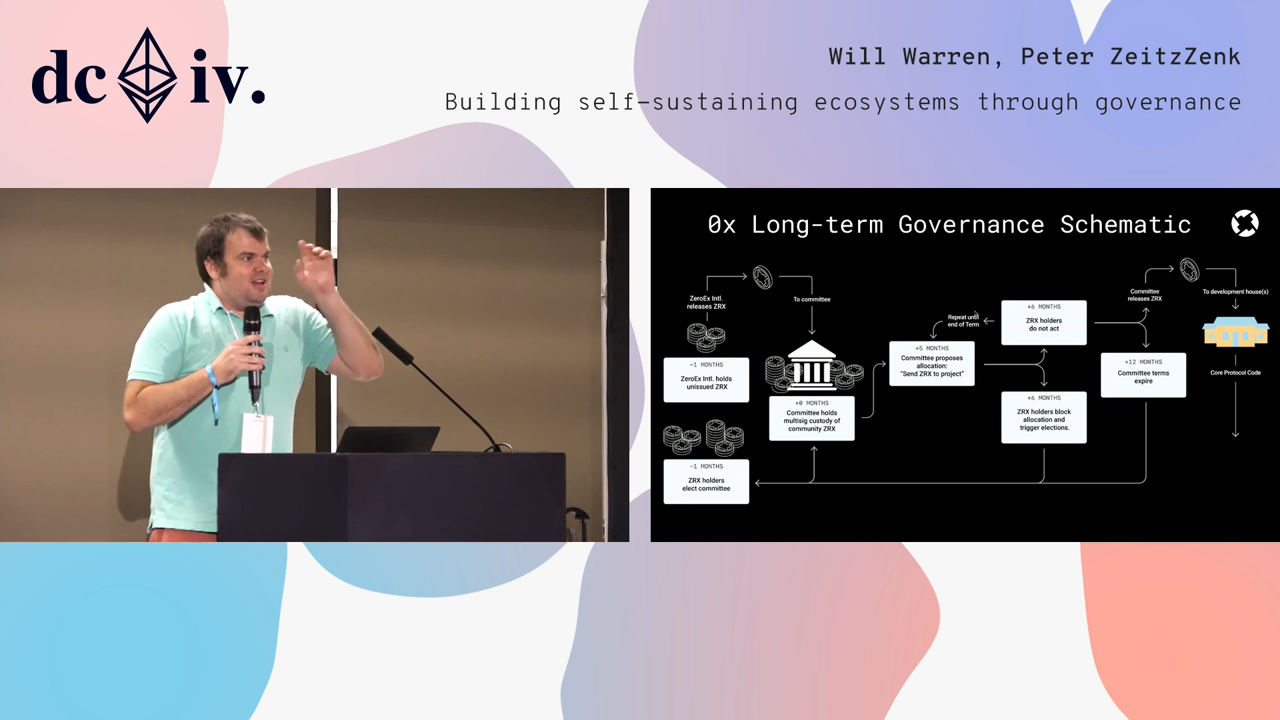 dc iv.
Will Warren, Peter ZeitzZenk
Building self-sustaining ecosystems through governance
0x Long-term Governance Schematic
ZeroEx Intl.
releases ZRX
To committee
~1 MONTHS
ZeroEx Intl. holds
unissued ZRX
~1 MONTHS
ZRX holders
elect committee
+0 MONTHS
Committee holds
multisig custody of
community ZRX
+5 MONTHS
Committee proposes
allocation:
"Send ZRX to project"
Repeat until
end of Term
+6 MONTHS
ZRX holders
do not act
+6 MONTHS
ZRX holders block
allocation and
trigger elections.
Committee
releases ZRX
+12 MONTHS
Committee terms
expire
To development house(s)
Core Protocol Code